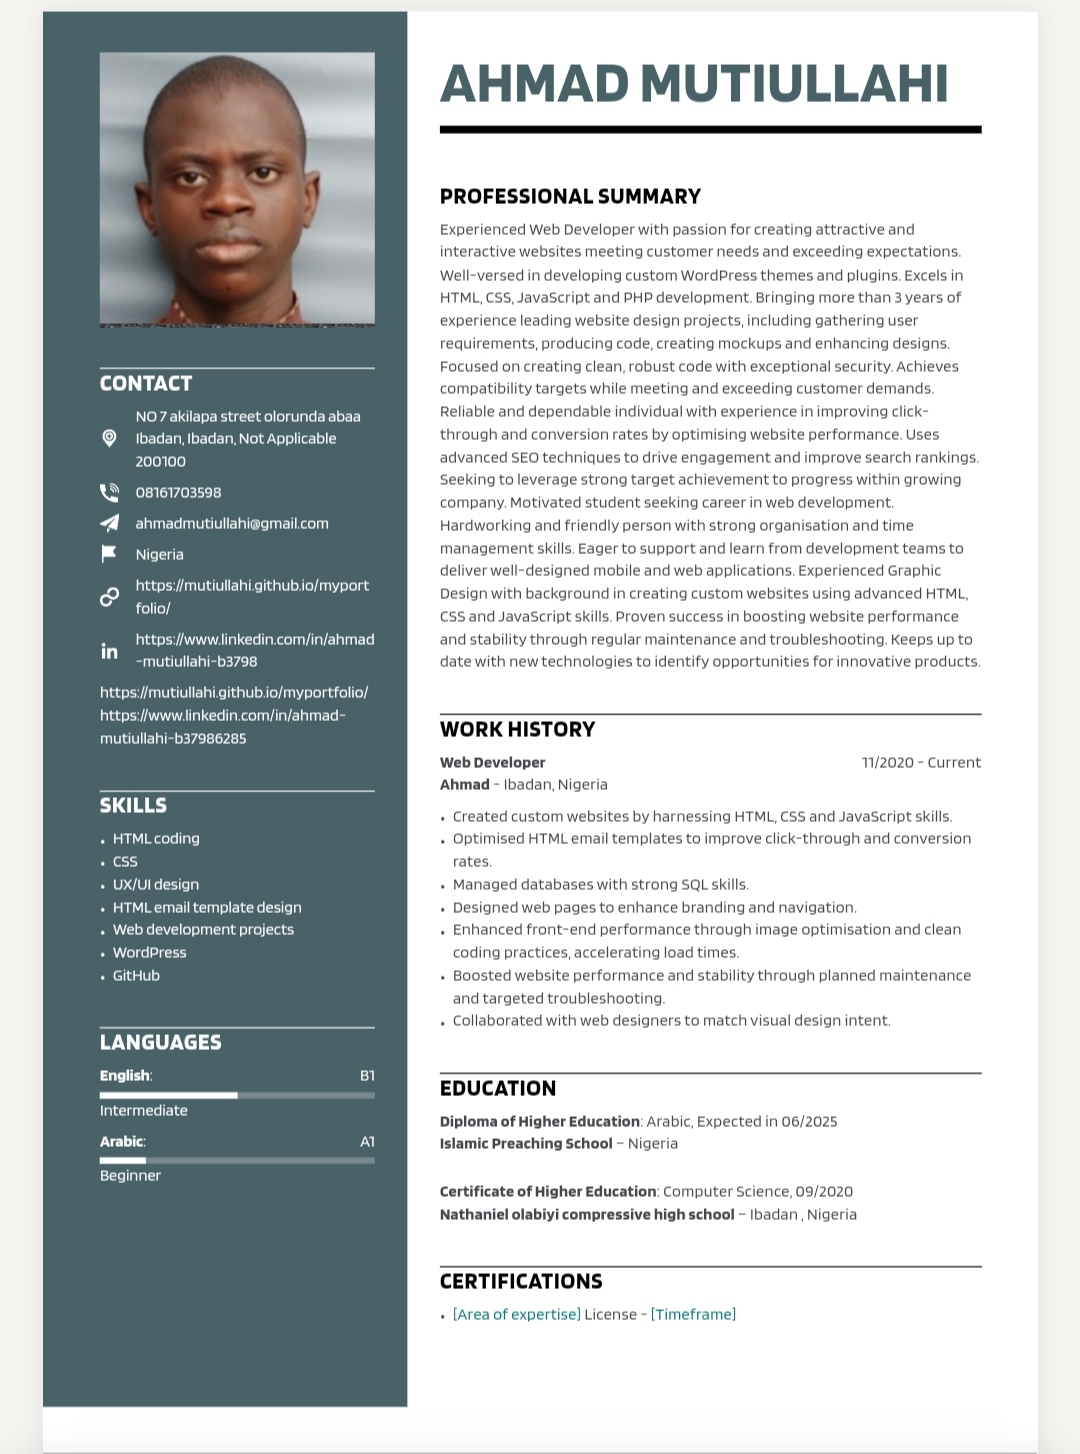 AHMAD MUTIULLAHI
CONTACT
NO 7 akilapa street olorunda abaa
Ibadan, Ibadan, Not Applicable
200100
08161703598
ahmadmutiullahi@gmail.com
Nigeria
https://mutiullahi.github.io/myport
folio/
https://www.linkedin.com/in/ahmad
-mutiullahi-b3798
https://mutiullahi.github.io/myportfolio/
https://www.linkedin.com/in/ahmad-
mutiullahi-b37986285
SKILLS
• HTML coding
• CSS
• UX/UI design
• HTML email template design
• Web development projects
• WordPress
• GitHub
LANGUAGES
English: B1
Intermediate
Arabic: A1
Beginner
PROFESSIONAL SUMMARY
Experienced Web Developer with passion for creating attractive and
interactive websites meeting customer needs and exceeding expectations.
Well-versed in developing custom WordPress themes and plugins. Excels in
HTML, CSS, JavaScript and PHP development. Bringing more than 3 years of
experience leading website design projects, including gathering user
requirements, producing code, creating mockups and enhancing designs.
Focused on creating clean, robust code with exceptional security. Achieves
compatibility targets while meeting and exceeding customer demands.
Reliable and dependable individual with experience in improving click-
through and conversion rates by optimising website performance. Uses
advanced SEO techniques to drive engagement and improve search rankings.
Seeking to leverage strong target achievement to progress within growing
company. Motivated student seeking career in web development.
Hardworking and friendly person with strong organisation and time
management skills. Eager to support and learn from development teams to
deliver well-designed mobile and web applications. Experienced Graphic
Design with background in creating custom websites using advanced HTML,
CSS and JavaScript skills. Proven success in boosting website performance
and stability through regular maintenance and troubleshooting. Keeps up to
date with new technologies to identify opportunities for innovative products.
WORK HISTORY
Web Developer 11/2020 - Current
Ahmad - Ibadan, Nigeria
• Created custom websites by harnessing HTML, CSS and JavaScript skills.
• Optimised HTML email templates to improve click-through and conversion
rates.
• Managed databases with strong SQL skills.
• Designed web pages to enhance branding and navigation.
• Enhanced front-end performance through image optimisation and clean
coding practices, accelerating load times.
• Boosted website performance and stability through planned maintenance
and targeted troubleshooting.
• Collaborated with web designers to match visual design intent.
EDUCATION
Diploma of Higher Education: Arabic, Expected in 06/2025
Islamic Preaching School – Nigeria
Certificate of Higher Education: Computer Science, 09/2020
Nathaniel olabiyi compressive high school – Ibadan , Nigeria
CERTIFICATIONS
• [Area of expertise] License - [Timeframe]